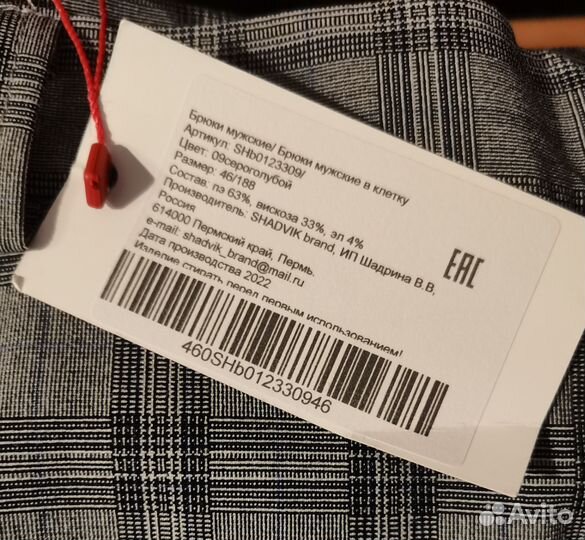 Брюки мужские/ Брюки мужские в клетку
Артикул: SHb0123309/
Цвет: 09сероголубой
Размер: 46/188
Состав: пэ 63%, вискоза 33%, эл 4%
Производитель: SHADVIK brand, ИП Шадрина В.В,
Россия
614000 Пермский край, Пермь.
e-mail: shadvik_brand@mail.ru
Дата производства 2022
Изделие стирать перед первым использованием!
460SHb012330946
EAC
Avito